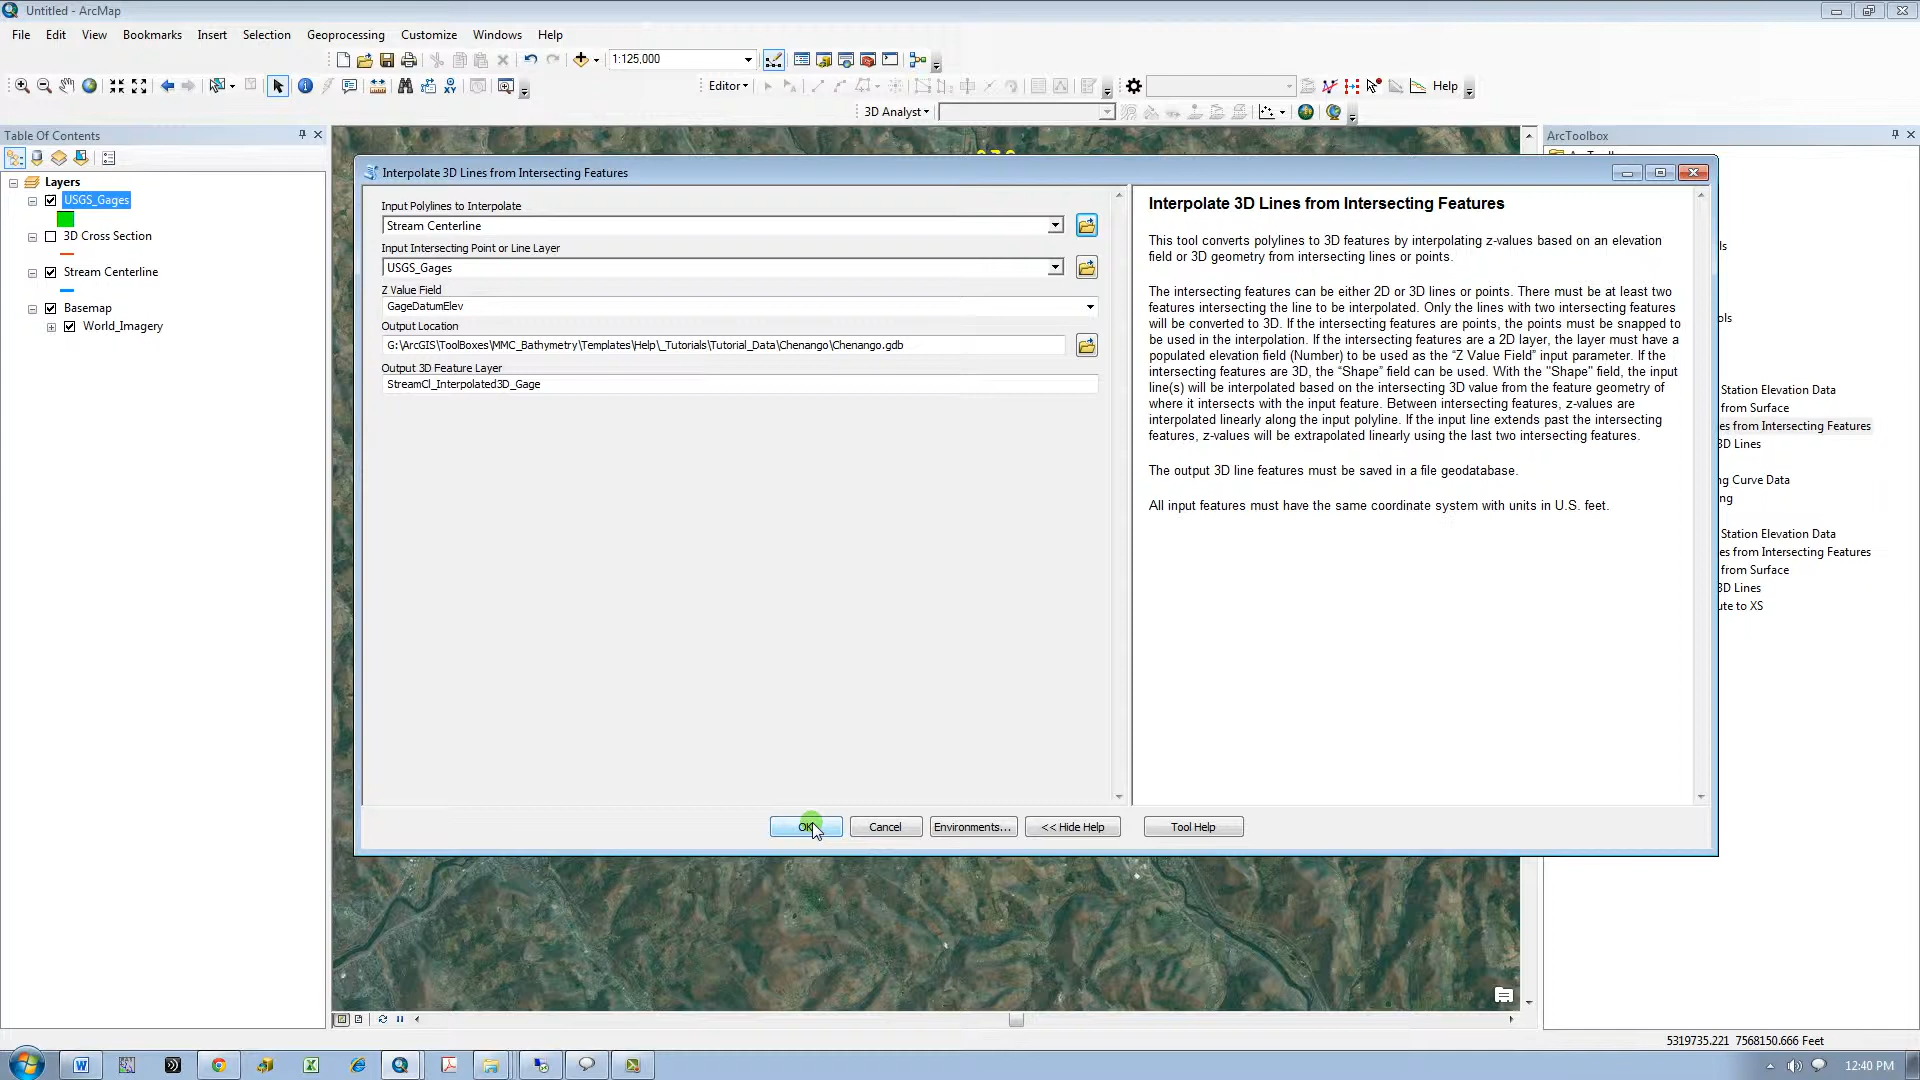 Untitled - ArcMap
File Edit View Bookmarks Insert Selection Geoprocessing Customize Windows Help
1:125,000
Editor Help
3D Analyst
Table Of Contents
ArcToolbox
Layers
USGS_Gages
3D Cross Section
Stream Centerline
Basemap
World_Imagery
Interpolate 3D Lines from Intersecting Features
Input Polylines to Interpolate
Stream Centerline
Input Intersecting Point or Line Layer
USGS_Gages
Z Value Field
GageDatumElev
Output Location
G:\ArcGIS\ToolBoxes\MMC_Bathymetry\Templates\Help\_Tutorials\Tutorial_Data\Chenango\Chenango.gdb
Output 3D Feature Layer
StreamCl_Interpolated3D_Gage
OK Cancel Environments... << Hide Help Tool Help
Interpolate 3D Lines from Intersecting Features
This tool converts polylines to 3D features by interpolating z-values based on an elevation
field or 3D geometry from intersecting lines or points.
The intersecting features can be either 2D or 3D lines or points. There must be at least two
features intersecting the line to be interpolated. Only the lines with two intersecting features
will be converted to 3D. If the intersecting features are points, the points must be snapped to
be used in the interpolation. If the intersecting features are a 2D layer, the layer must have a
populated elevation field (Number) to be used as the “Z Value Field” input parameter. If the
intersecting features are 3D, the “Shape” field can be used. With the "Shape" field, the input
line(s) will be interpolated based on the intersecting 3D value from the feature geometry of
where it intersects with the input feature. Between intersecting features, z-values are
interpolated linearly along the input polyline. If the input line extends past the intersecting
features, z-values will be extrapolated linearly using the last two intersecting features.
The output 3D line features must be saved in a file geodatabase.
All input features must have the same coordinate system with units in U.S. feet.
ls
ols
Station Elevation Data
from Surface
es from Intersecting Features
3D Lines
g Curve Data
ng
Station Elevation Data
es from Intersecting Features
from Surface
3D Lines
ute to XS
5319735.221 7568150.666 Feet
12:40 PM